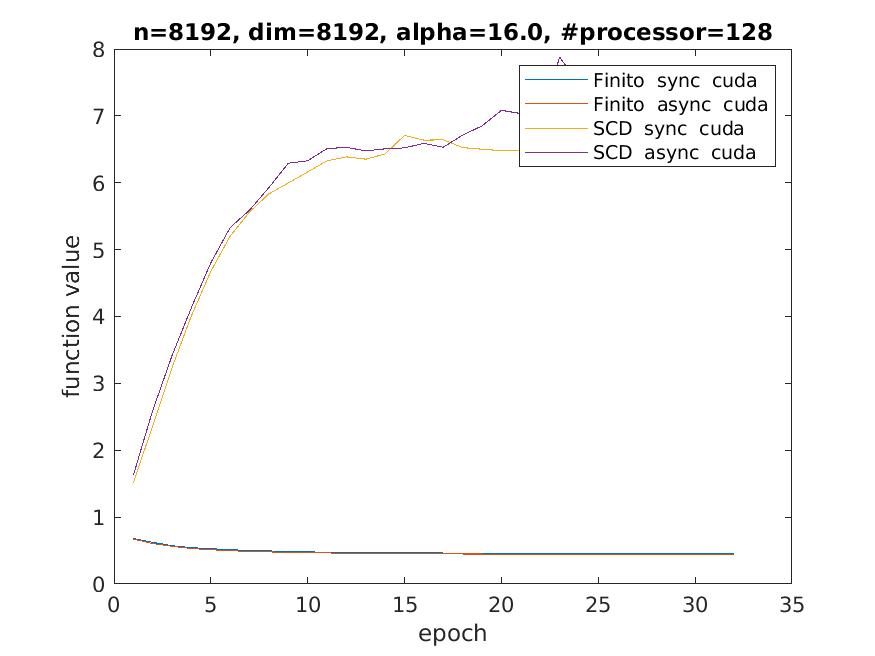 n=8192, dim=8192, alpha=16.0, #processor=128
8
7
6
5
4
3
2
1
0
function value
Finito sync cuda
Finito async cuda
SCD sync cuda
SCD async cuda
0 5 10 15 20 25 30 35
epoch